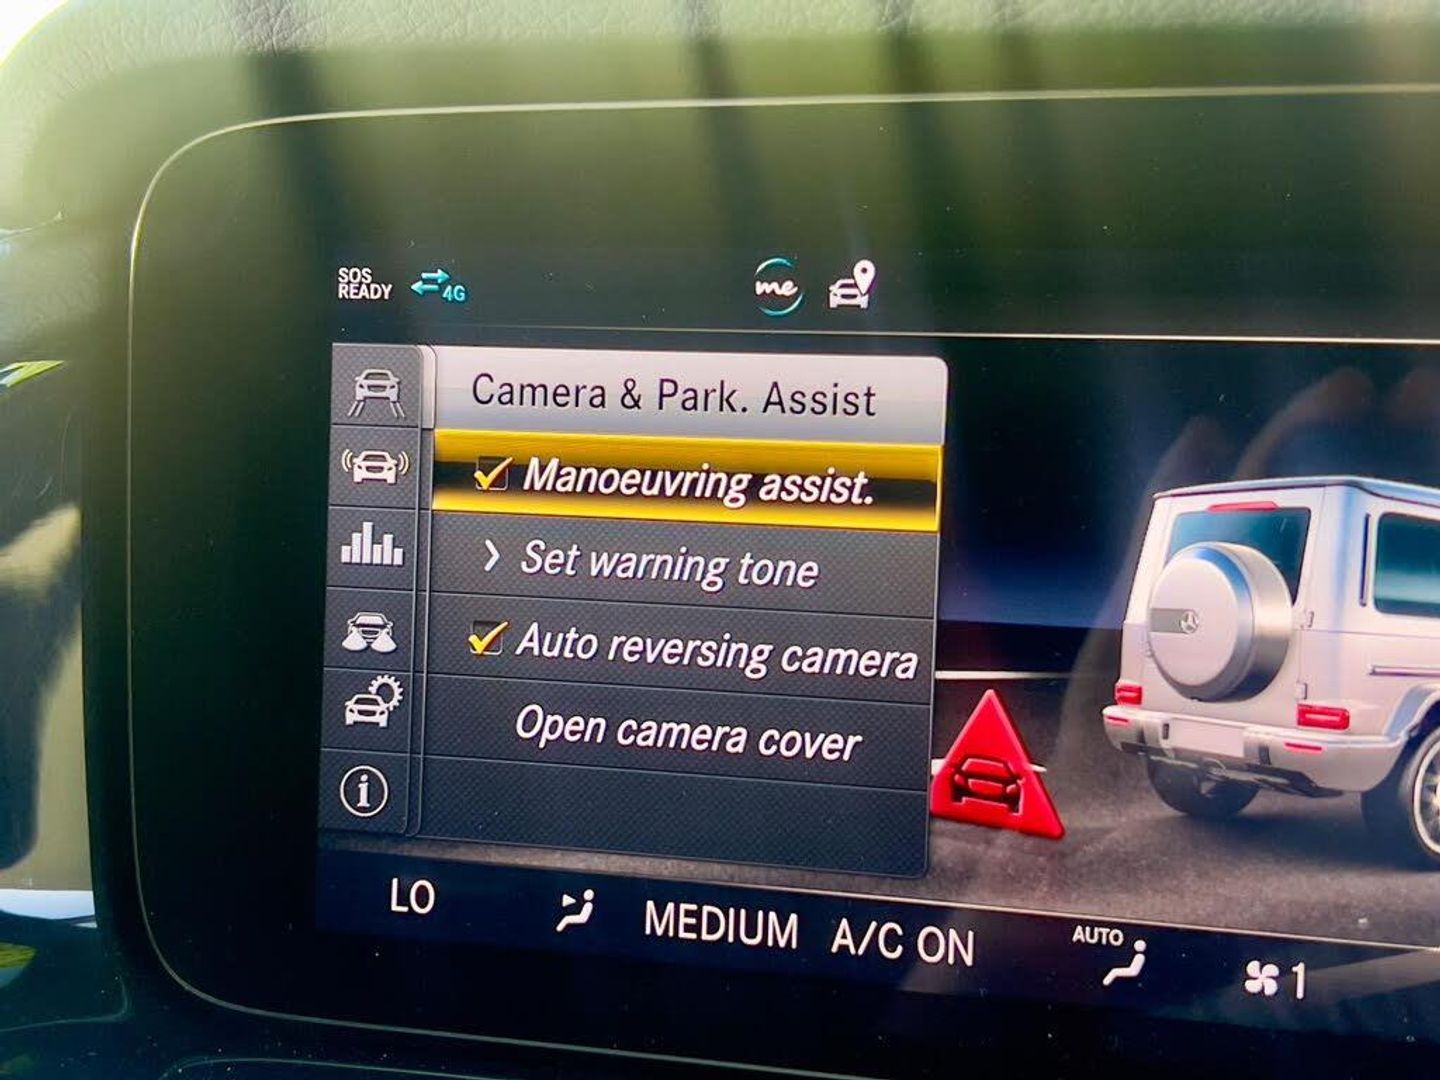 SOS
READY
4G
me
Camera & Park. Assist
Manoeuvring assist.
Set warning tone
Auto reversing camera
Open camera cover
LO
MEDIUM
A/C ON
AUTO
1